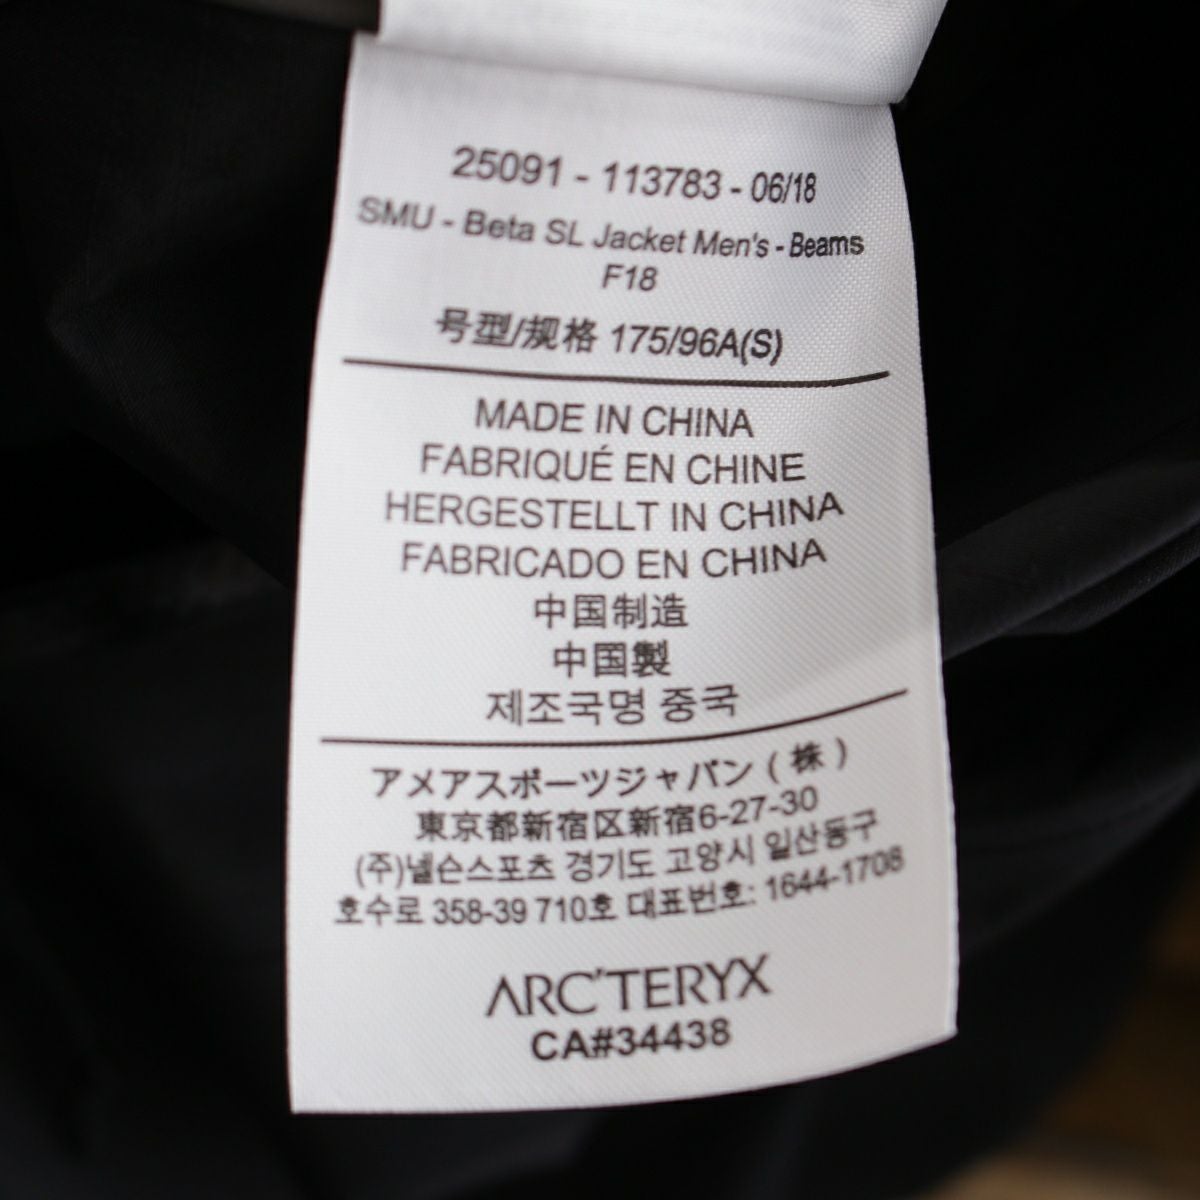 25091 - 113783 - 06/18
SMU - Beta SL Jacket Men's - Beams
F18
号型/规格 175/96A(S)
MADE IN CHINA
FABRIQUÉ EN CHINE
HERGESTELLT IN CHINA
FABRICADO EN CHINA
中国制造
中国製
제조국명 중국
アメアスポーツジャパン ( 株 )
東京都新宿区新宿6-27-30
(주)넬슨스포츠 경기도 고양시 일산동구
호수로 358-39 710호 대표번호: 1644-1708
ARC'TERYX
CA#34438